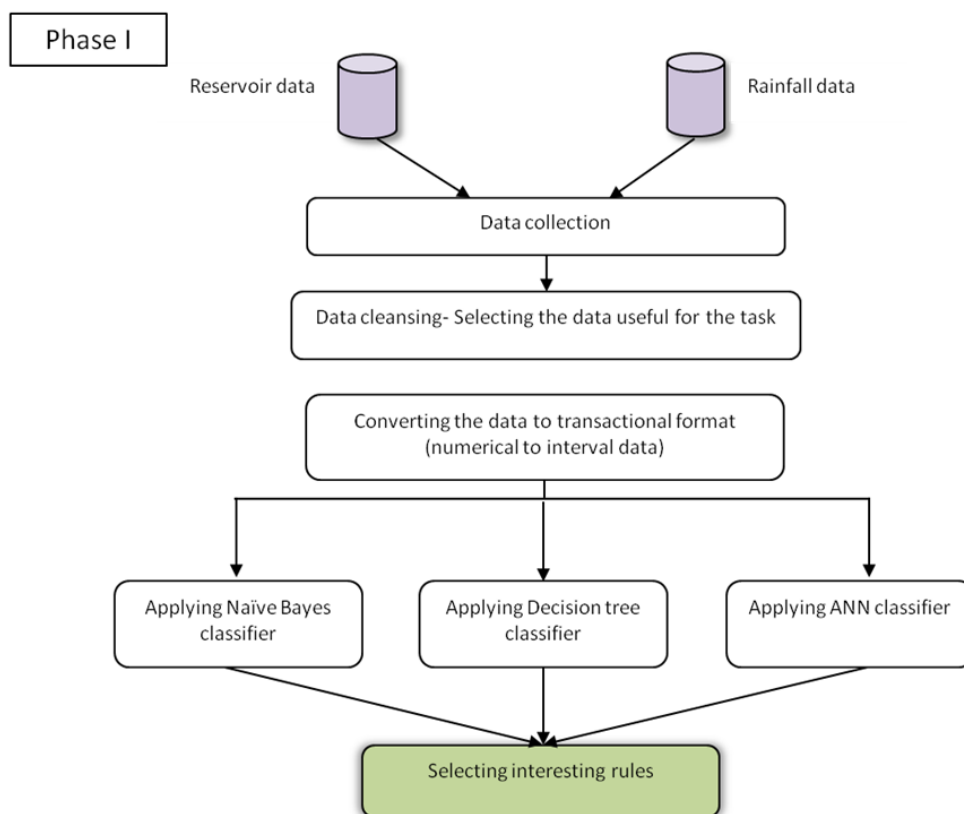 Phase I
Reservoir data
Rainfall data
Data collection
Data cleansing- Selecting the data useful for the task
Converting the data to transactional format
(numerical to interval data)
Applying Naïve Bayes
classifier
Applying Decision tree
classifier
Applying ANN classifier
Selecting interesting rules